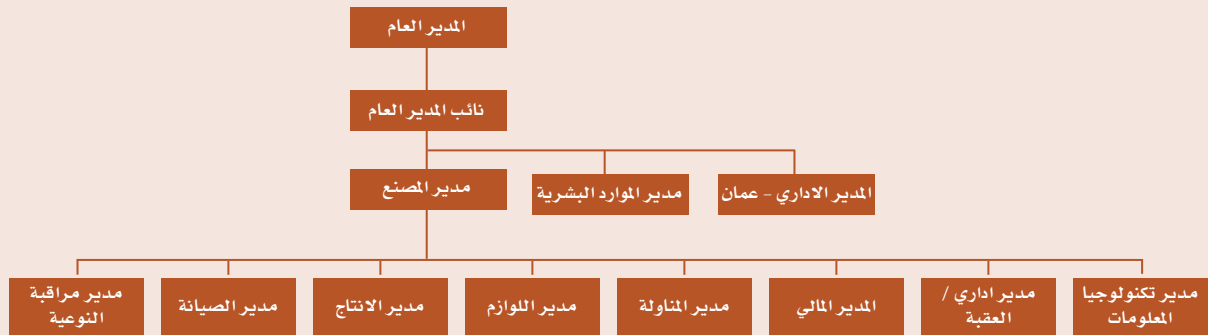 المدير العام
نائب المدير العام
مدير المصنع
المدير الاداري - عمان
مدير الموارد البشرية
مدير تكنولوجيا
المعلومات
مدير اداري /
العقبة
المدير المالي
مدير المناولة
مدير اللوازم
مدير الانتاج
مدير الصيانة
مدير مراقبة
النوعية